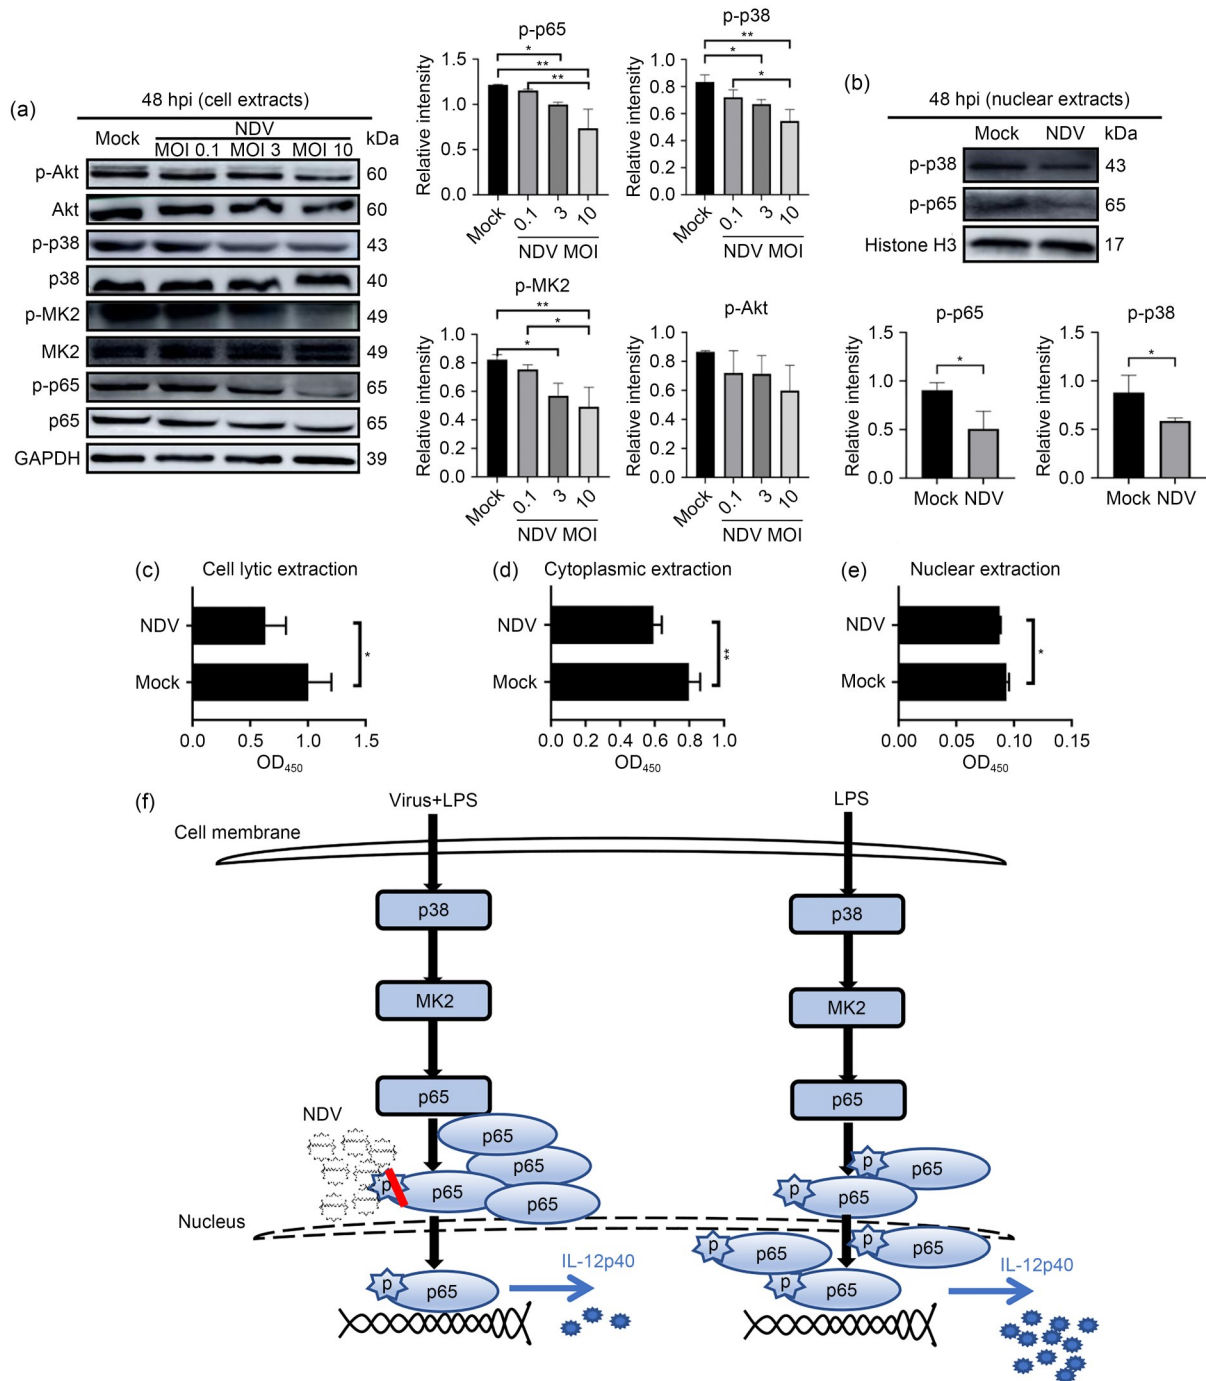 (a)
48 hpi (cell extracts)
Mock
NDV
kDa
MOI 0.1 MOI 3 MOI 10
p-Akt 60
Akt 60
p-p38 43
p38 40
p-MK2 49
MK2 49
p-p65 65
p65 65
GAPDH 39
p-p65
Relative intensity
1.5
1.0
0.5
0.0
*
**
**
Mock 0.1 3 10
NDV MOI
p-p38
Relative intensity
1.0
0.8
0.6
0.4
0.2
0
**
*
*
Mock 0.1 3 10
NDV MOI
p-MK2
Relative intensity
1.0
0.8
0.6
0.4
0.2
0.0
**
*
*
Mock 0.1 3 10
NDV MOI
p-Akt
Relative intensity
1.0
0.8
0.6
0.4
0.2
0.0
Mock 0.1 3 10
NDV MOI
(b)
48 hpi (nuclear extracts)
Mock NDV kDa
p-p38 43
p-p65 65
Histone H3 17
p-p65
Relative intensity
1.5
1.0
0.5
0.0
*
Mock NDV
p-p38
Relative intensity
1.5
1.0
0.5
0.0
*
Mock NDV
(c) Cell lytic extraction
NDV
Mock
*
0.0 0.5 1.0 1.5
OD450
(d) Cytoplasmic extraction
NDV
Mock
**
0.0 0.2 0.4 0.6 0.8 1.0
OD450
(e) Nuclear extraction
NDV
Mock
*
0.00 0.05 0.10 0.15
OD450
(f)
Virus+LPS
LPS
Cell membrane
p38
p38
MK2
MK2
p65
p65
NDV
p65
p65
p p65
p65
p p65
p p65
Nucleus
p p65
IL-12p40
p p65
p p65
p p65
IL-12p40